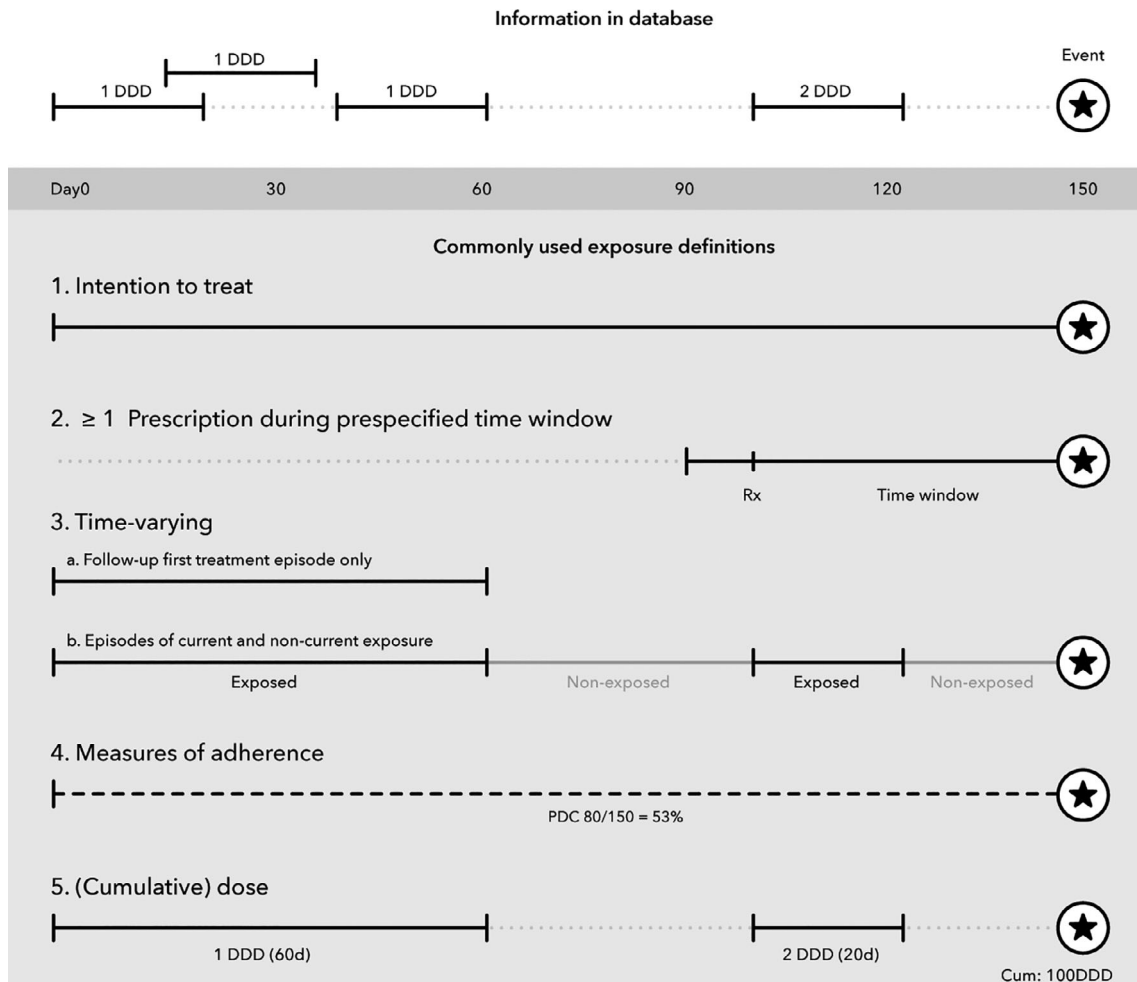 Information in database
1 DDD
Event
1 DDD
1 DDD
2 DDD
Day0 30 60 90 120 150
Commonly used exposure definitions
1. Intention to treat
2. ≥ 1 Prescription during prespecified time window
Rx Time window
3. Time-varying
a. Follow-up first treatment episode only
b. Episodes of current and non-current exposure
Exposed Non-exposed Exposed Non-exposed
4. Measures of adherence
PDC 80/150 = 53%
5. (Cumulative) dose
1 DDD (60d) 2 DDD (20d)
Cum: 100DDD